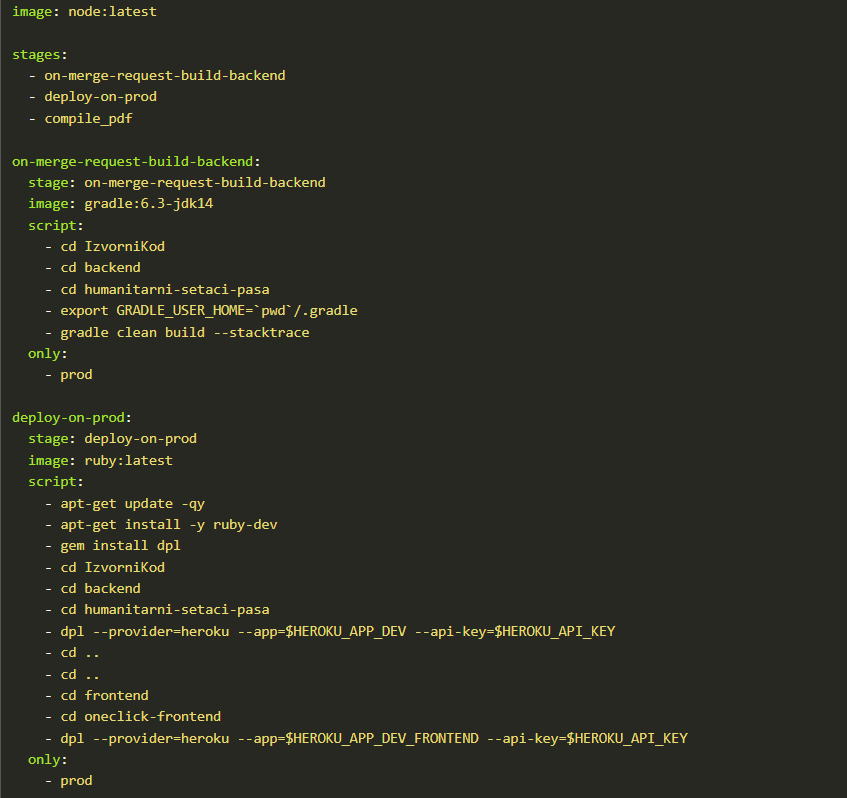 image: node:latest

stages:
  - on-merge-request-build-backend
  - deploy-on-prod
  - compile_pdf

on-merge-request-build-backend:
  stage: on-merge-request-build-backend
  image: gradle:6.3-jdk14
  script:
    - cd IzvorniKod
    - cd backend
    - cd humanitarni-setaci-pasa
    - export GRADLE_USER_HOME=`pwd`/.gradle
    - gradle clean build --stacktrace
  only:
    - prod

deploy-on-prod:
  stage: deploy-on-prod
  image: ruby:latest
  script:
    - apt-get update -qy
    - apt-get install -y ruby-dev
    - gem install dpl
    - cd IzvorniKod
    - cd backend
    - cd humanitarni-setaci-pasa
    - dpl --provider=heroku --app=$HEROKU_APP_DEV --api-key=$HEROKU_API_KEY
    - cd ..
    - cd ..
    - cd frontend
    - cd oneclick-frontend
    - dpl --provider=heroku --app=$HEROKU_APP_DEV_FRONTEND --api-key=$HEROKU_API_KEY
  only:
    - prod